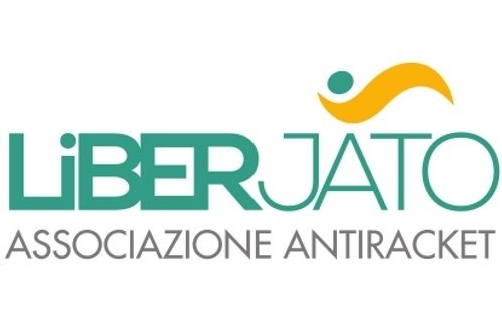 LiBERJATO
ASSOCIAZIONE ANTIRACKET